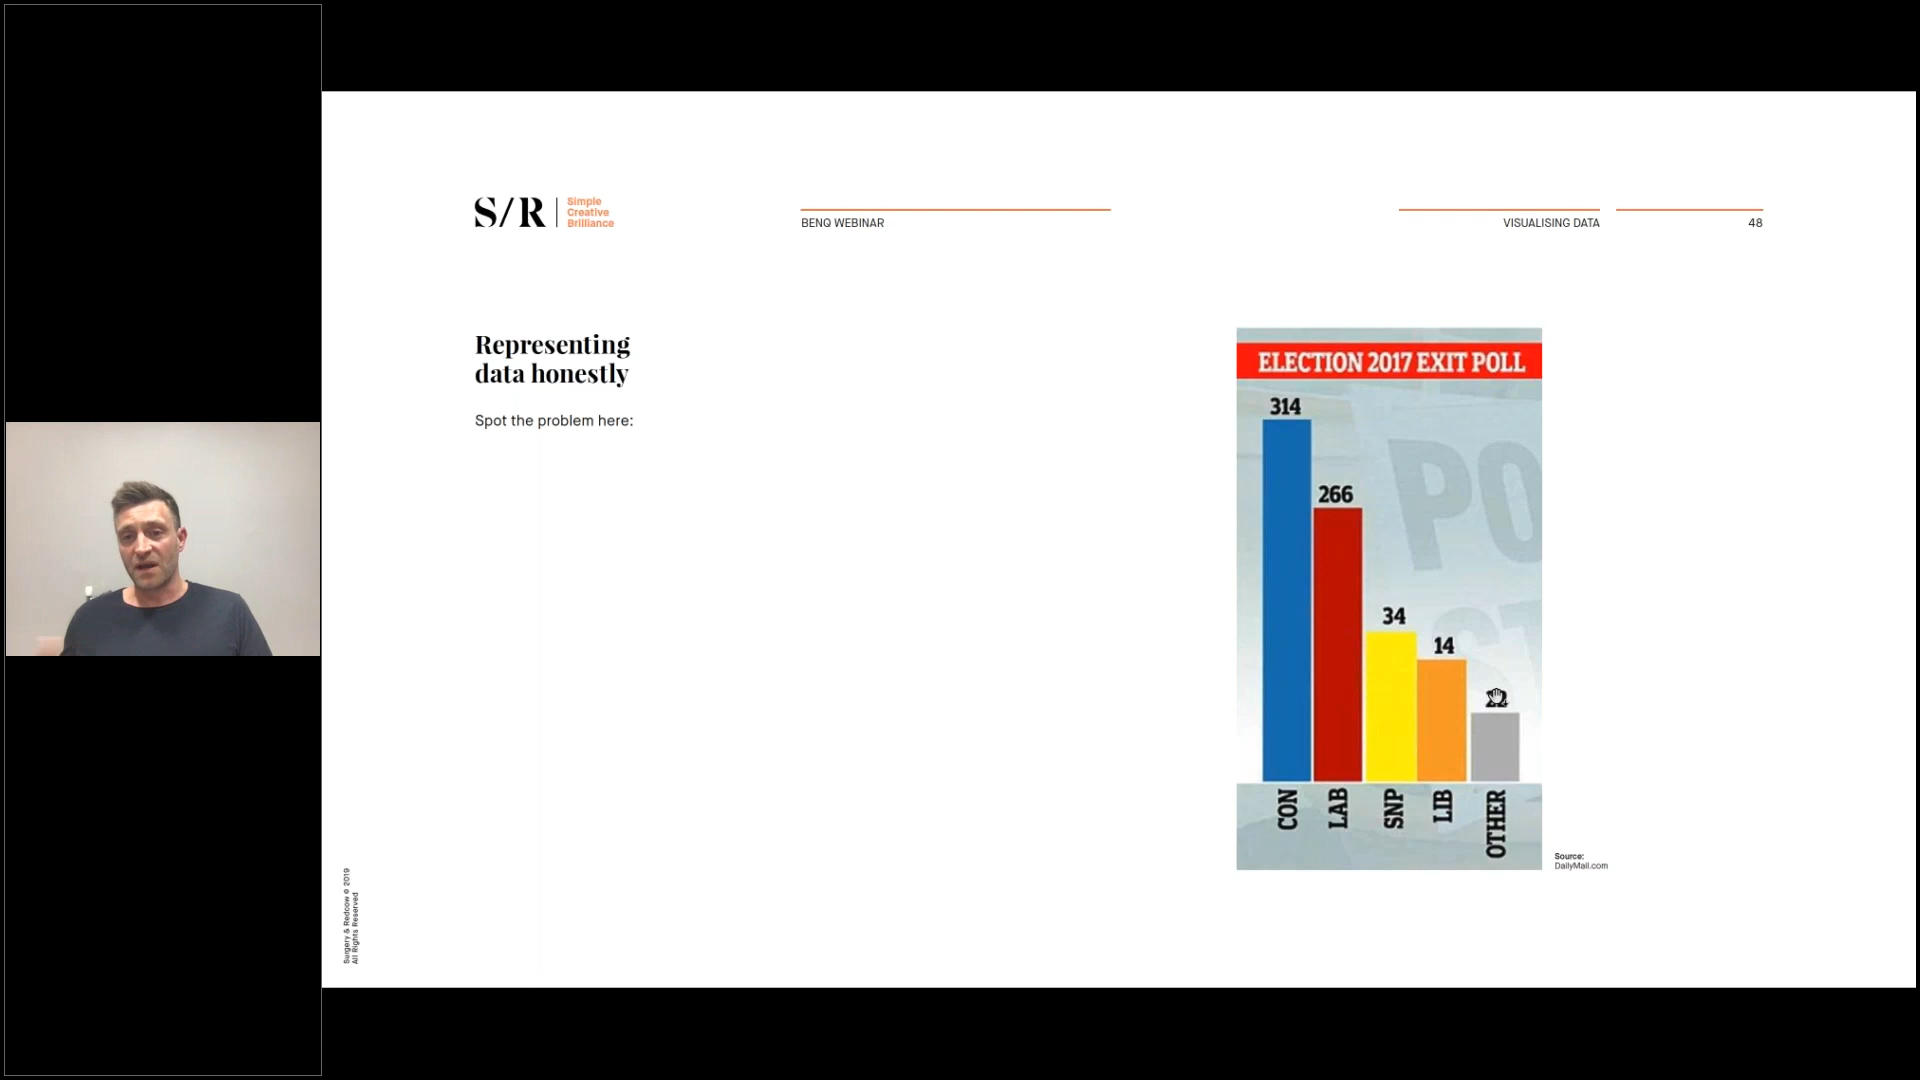 S/R
Simple
Creative
Brilliance
BENQ WEBINAR
VISUALISING DATA
48
Representing
data honestly
Spot the problem here:
ELECTION 2017 EXIT POLL
314
266
34
14
CON
LAB
SNP
LIB
OTHER
Source:
DailyMail.com
Surgery & Redcow © 2019
All Rights Reserved